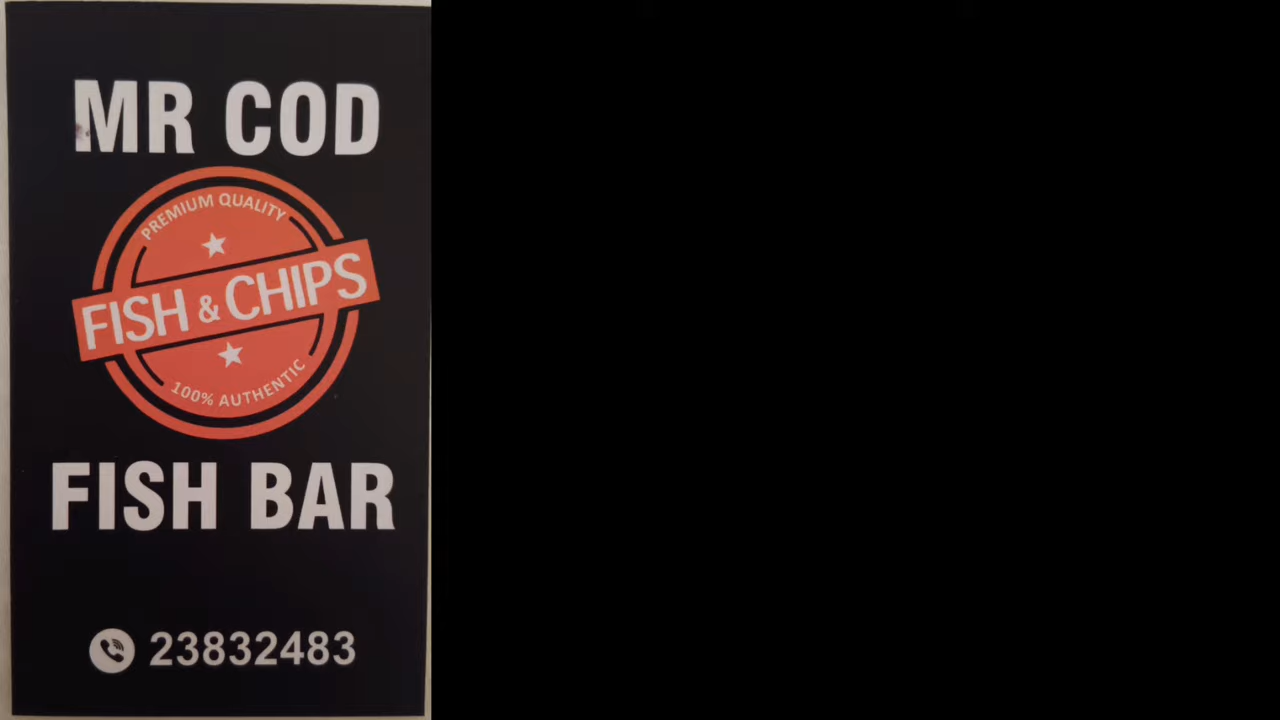 MR COD
PREMIUM QUALITY
FISH & CHIPS
100% AUTHENTIC
FISH BAR
23832483